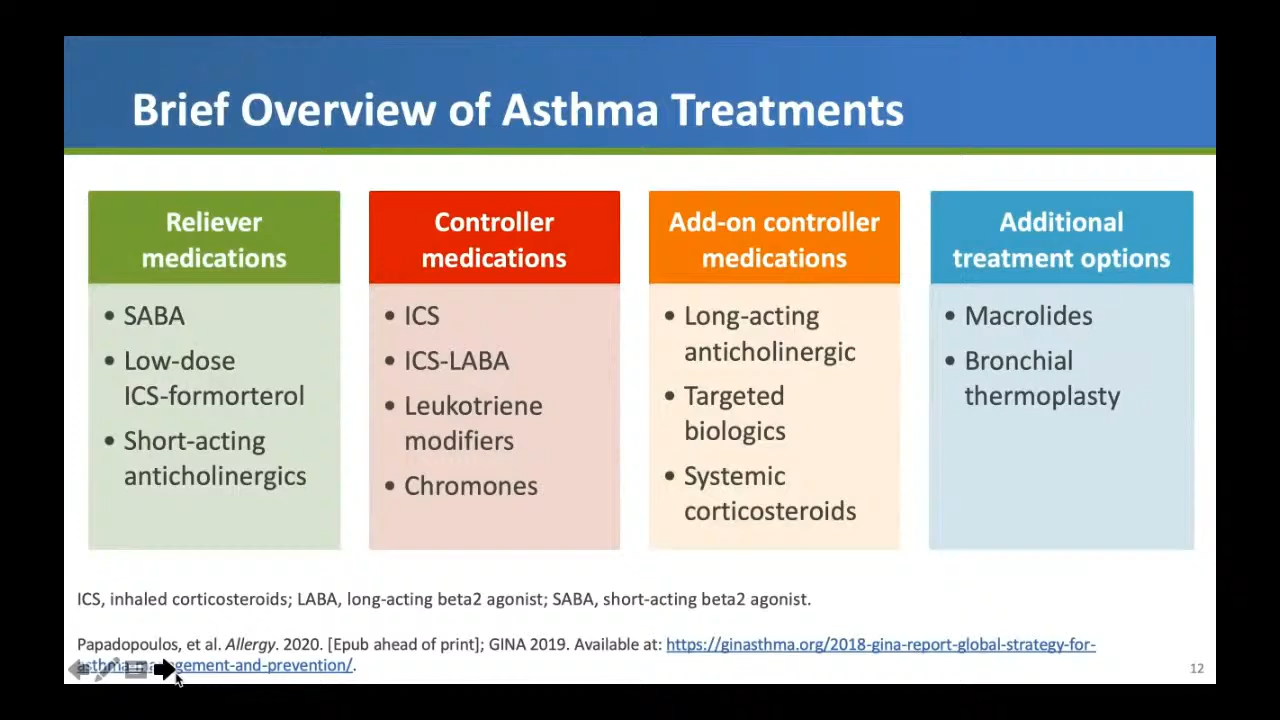 Brief Overview of Asthma Treatments
Reliever
medications
• SABA
• Low-dose
ICS-formorterol
• Short-acting
anticholinergics
Controller
medications
• ICS
• ICS-LABA
• Leukotriene
modifiers
• Chromones
Add-on controller
medications
• Long-acting
anticholinergic
• Targeted
biologics
• Systemic
corticosteroids
Additional
treatment options
• Macrolides
• Bronchial
thermoplasty
ICS, inhaled corticosteroids; LABA, long-acting beta2 agonist; SABA, short-acting beta2 agonist.
Papadopoulos, et al. Allergy. 2020. [Epub ahead of print]; GINA 2019. Available at: https://ginasthma.org/2018-gina-report-global-strategy-for-
asthma-management-and-prevention/.
12